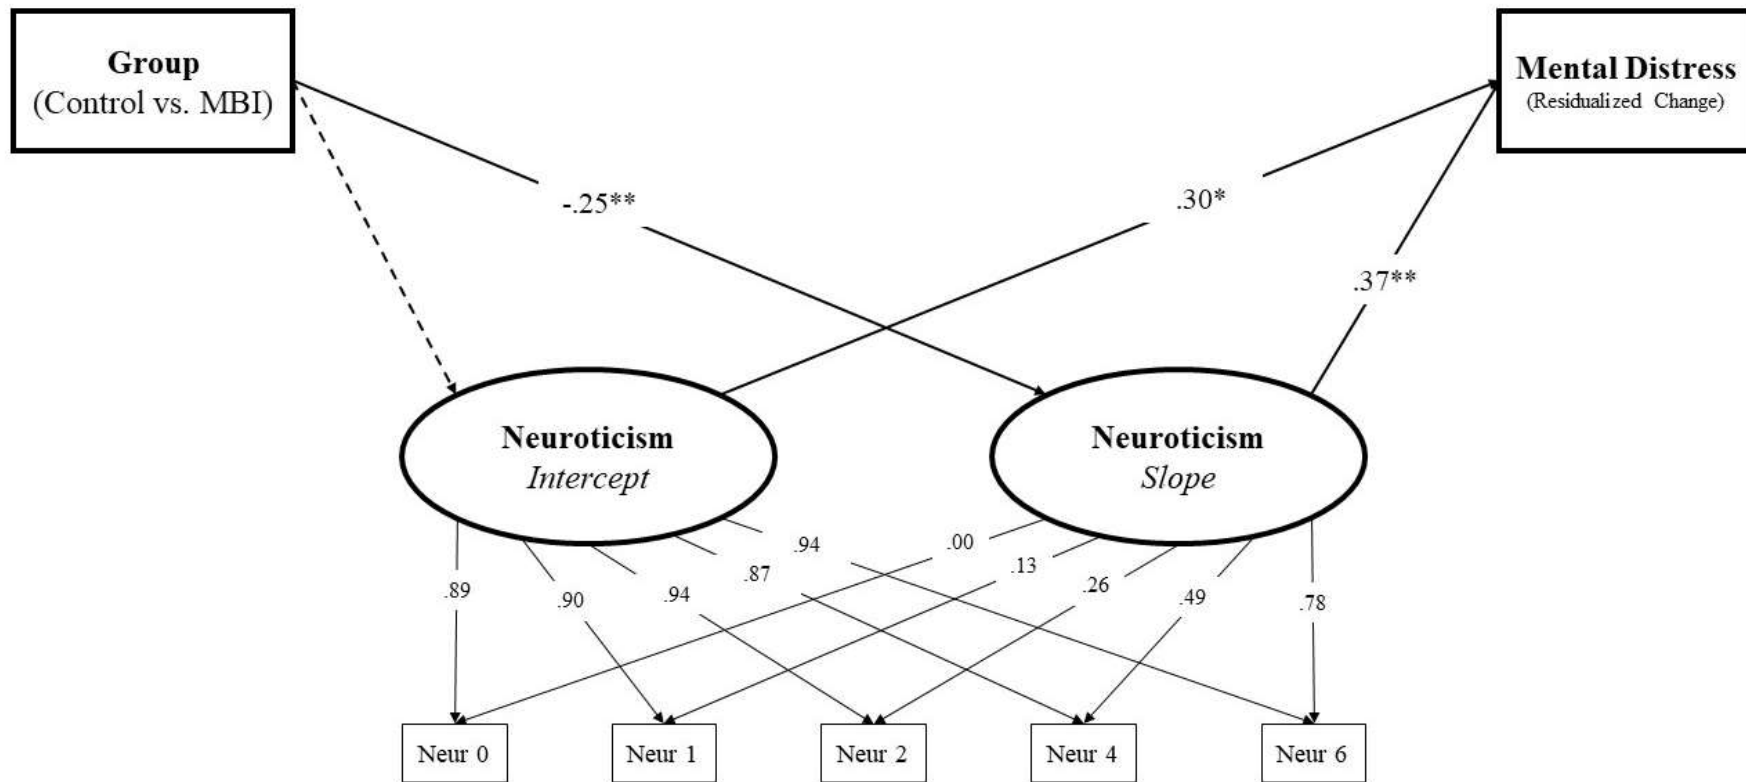 Group
(Control vs. MBI)
Mental Distress
(Residualized Change)
-.25**
.30*
.37**
Neuroticism
Intercept
Neuroticism
Slope
.89
.90
.94
.87
.94
.00
.13
.26
.49
.78
Neur 0
Neur 1
Neur 2
Neur 4
Neur 6